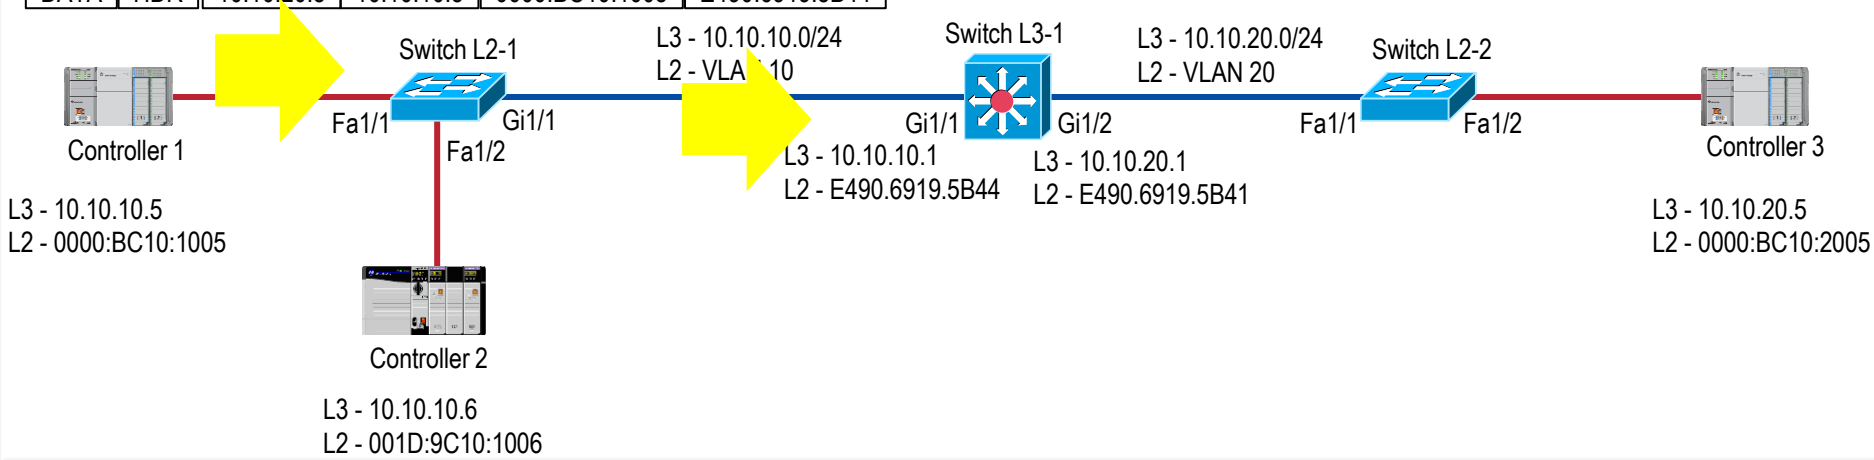 Switch L2-1
L3 - 10.10.10.0/24
L2 - VLAN 10
Switch L3-1
L3 - 10.10.20.0/24
L2 - VLAN 20
Switch L2-2
Fa1/1
Gi1/1
Fa1/2
Gi1/1
Gi1/2
Fa1/1
Fa1/2
Controller 1
L3 - 10.10.10.1
L2 - E490.6919.5B44
L3 - 10.10.20.1
L2 - E490.6919.5B41
Controller 3
L3 - 10.10.10.5
L2 - 0000:BC10:1005
L3 - 10.10.20.5
L2 - 0000:BC10:2005
Controller 2
L3 - 10.10.10.6
L2 - 001D:9C10:1006